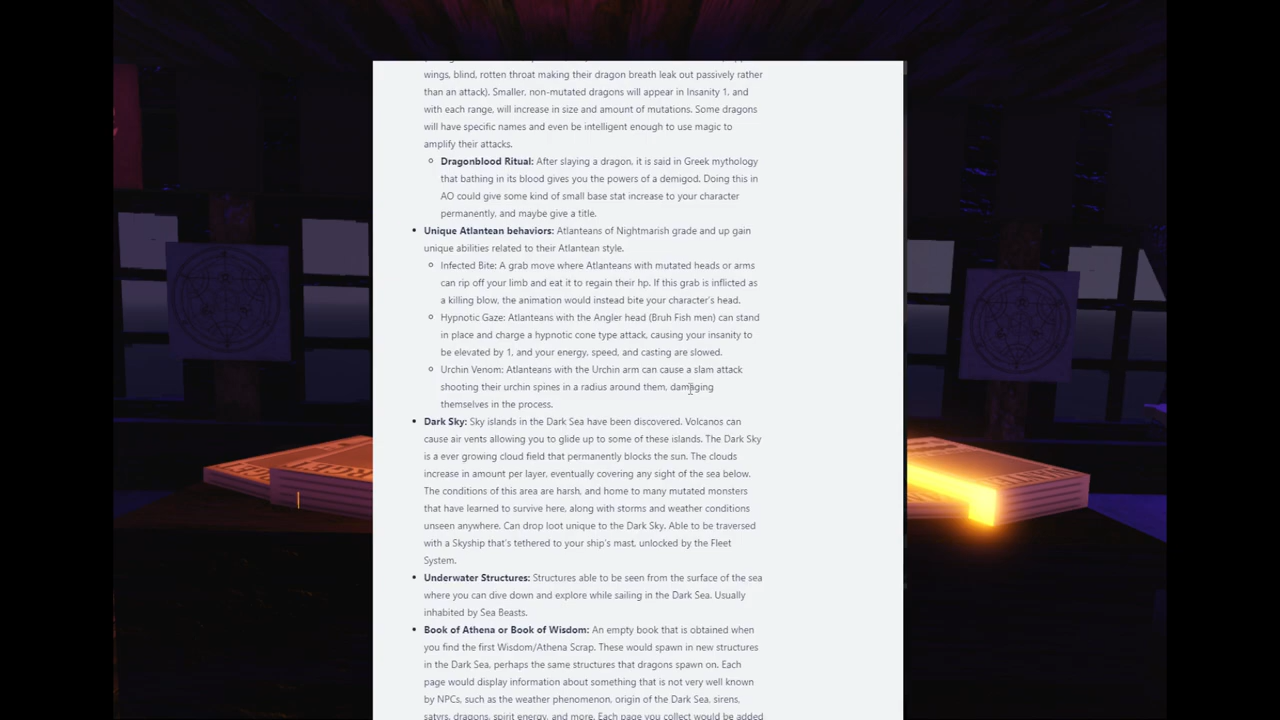 wings, blind, rotten throat making their dragon breath leak out passively rather
than an attack). Smaller, non-mutated dragons will appear in Insanity 1, and
with each range, will increase in size and amount of mutations. Some dragons
will have specific names and even be intelligent enough to use magic to
amplify their attacks.
Dragonblood Ritual: After slaying a dragon, it is said in Greek mythology
that bathing in its blood gives you the powers of a demigod. Doing this in
AO could give some kind of small base stat increase to your character
permanently, and maybe give a title.
Unique Atlantean behaviors: Atlanteans of Nightmarish grade and up gain
unique abilities related to their Atlantean style.
Infected Bite: A grab move where Atlanteans with mutated heads or arms
can rip off your limb and eat it to regain their hp. If this grab is inflicted as
a killing blow, the animation would instead bite your character's head.
Hypnotic Gaze: Atlanteans with the Angler head (Bruh Fish men) can stand
in place and charge a hypnotic cone type attack, causing your insanity to
be elevated by 1, and your energy, speed, and casting are slowed.
Urchin Venom: Atlanteans with the Urchin arm can cause a slam attack
shooting their urchin spines in a radius around them, damaging
themselves in the process.
Dark Sky: Sky islands in the Dark Sea have been discovered. Volcanos can
cause air vents allowing you to glide up to some of these islands. The Dark Sky
is a ever growing cloud field that permanently blocks the sun. The clouds
increase in amount per layer, eventually covering any sight of the sea below.
The conditions of this area are harsh, and home to many mutated monsters
that have learned to survive here, along with storms and weather conditions
unseen anywhere. Can drop loot unique to the Dark Sky. Able to be traversed
with a Skyship that's tethered to your ship's mast, unlocked by the Fleet
System.
Underwater Structures: Structures able to be seen from the surface of the sea
where you can dive down and explore while sailing in the Dark Sea. Usually
inhabited by Sea Beasts.
Book of Athena or Book of Wisdom: An empty book that is obtained when
you find the first Wisdom/Athena Scrap. These would spawn in new structures
in the Dark Sea, perhaps the same structures that dragons spawn on. Each
page would display information about something that is not very well known
by NPCs, such as the weather phenomenon, origin of the Dark Sea, sirens,
satyrs, dragons, spirit energy, and more. Each page you collect would be added